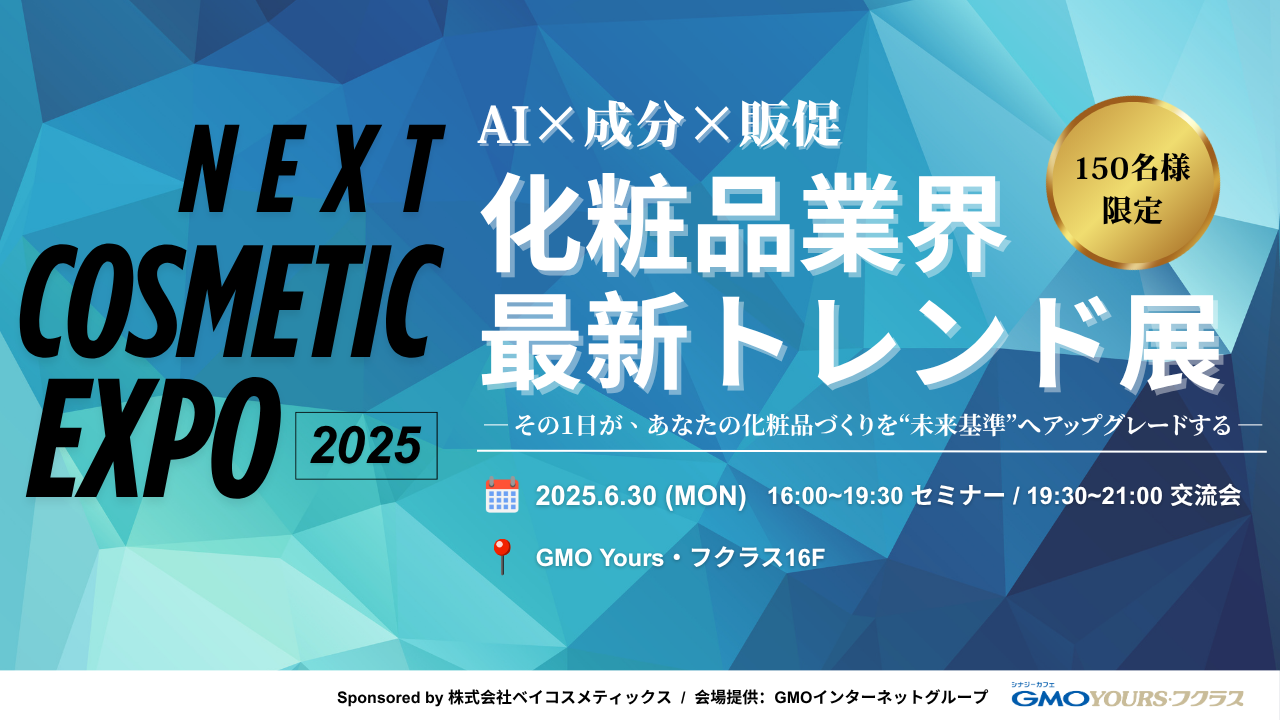 NEXT
COSMETIC
EXPO 2025
AI×成分×販促
化粧品業界
最新トレンド展
150名様
限定
― その1日が、あなたの化粧品づくりを“未来基準”へアップグレードする ―
2025.6.30 (MON) 16:00~19:30 セミナー / 19:30~21:00 交流会
GMO Yours・フクラス16F
Sponsored by 株式会社ベイコスメティックス / 会場提供：GMOインターネットグループ
シナジーカフェ
GMO YOURS・フクラス